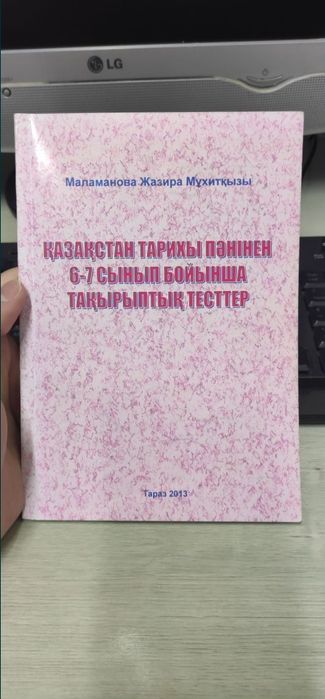 LG
Маламанова Жазира Мұхитқызы
ҚАЗАҚСТАН ТАРИХЫ ПӘНІНЕН
6-7 СЫНЫП БОЙЫНША
ТАҚЫРЫПТЫҚ ТЕСТТЕР
Тараз 2013